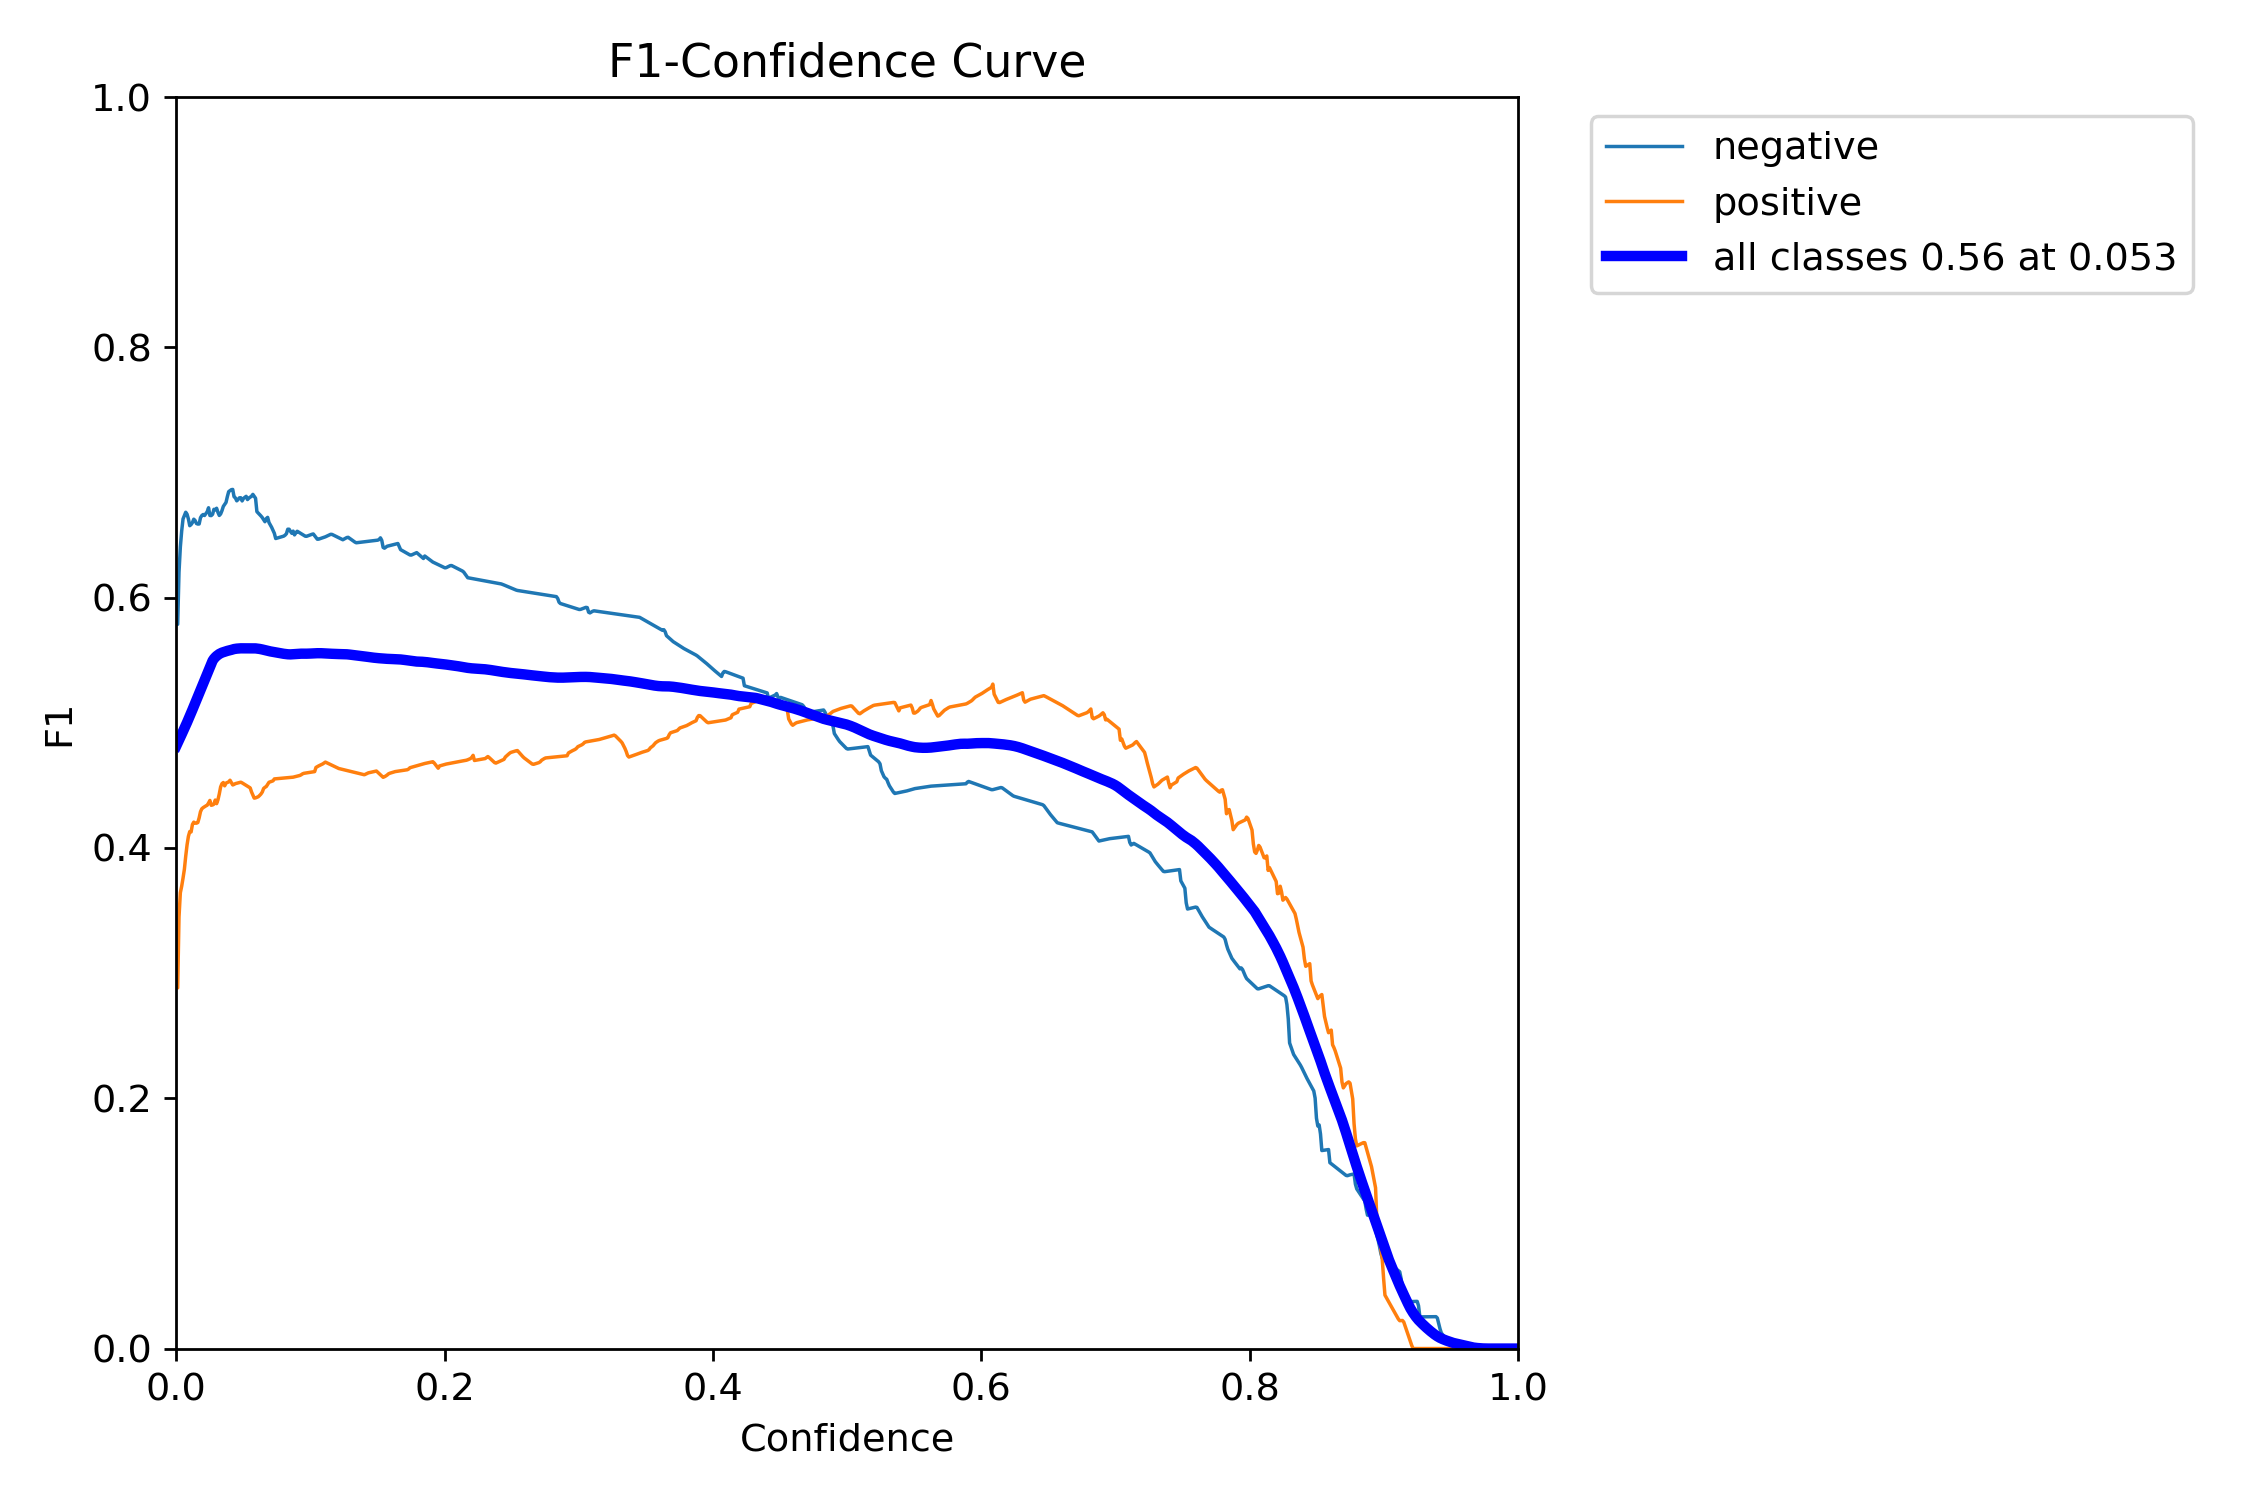 F1-Confidence Curve
1.0
0.8
0.6
0.4
0.2
0.0
F1
0.0 0.2 0.4 0.6 0.8 1.0
Confidence
negative
positive
all classes 0.56 at 0.053